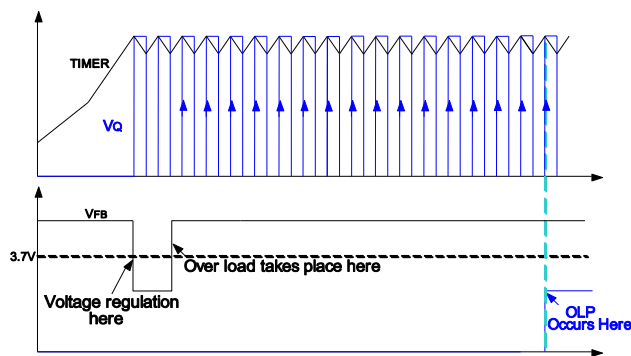 TIMER
VQ
VFB
3.7V
Over load takes place here
Voltage regulation
here
OLP
Occurs Here